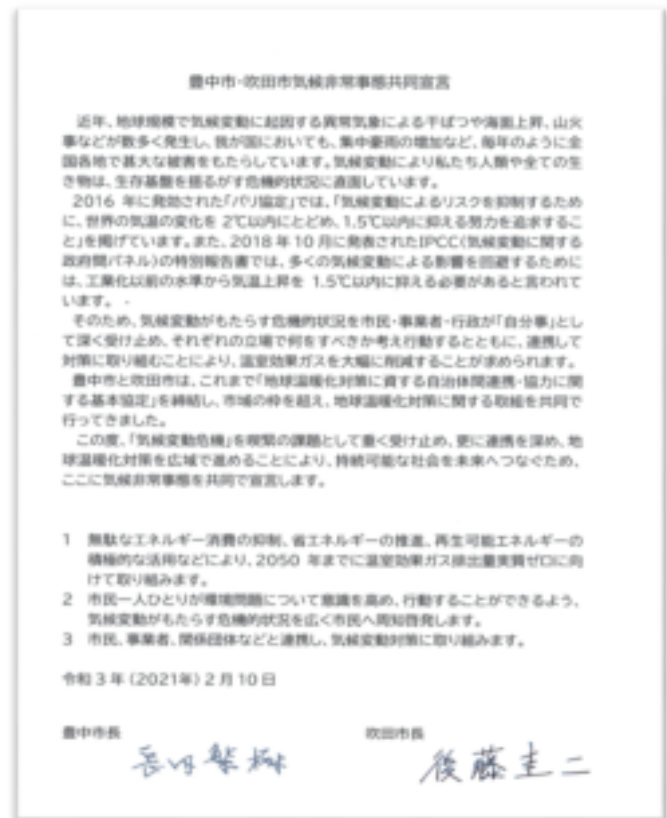 豊中市・吹田市気候非常事態共同宣言
近年、地球規模で気候変動に起因する異常気象による干ばつや海面上昇、山火
事などが数多く発生し、我が国においても、集中豪雨の増加など、毎年のように全
国各地で甚大な被害をもたらしています。気候変動により私たち人類や全ての生
き物は、生存基盤を揺るがす危機的状況に直面しています。
2016 年に発効された「パリ協定」では、「気候変動によるリスクを抑制するため
に、世界の気温の変化を 2℃以内にとどめ、1.5℃以内に抑える努力を追求するこ
と」を掲げています。また、2018 年 10 月に発表されたIPCC(気候変動に関する
政府間パネル)の特別報告書では、多くの気候変動による影響を回避するために
は、工業化以前の水準から気温上昇を 1.5℃以内に抑える必要があると言われて
います。
そのため、気候変動がもたらす危機的状況を市民・事業者・行政が「自分事」とし
て深く受け止め、それぞれの立場で何をすべきか考え行動するとともに、連携して
対策に取り組むことにより、温室効果ガスを大幅に削減することが求められます。
豊中市と吹田市は、これまで「地球温暖化対策に資する自治体間連携・協力に関
する基本協定」を締結し、市域の枠を超え、地球温暖化対策に関する取組を共同で
行ってきました。
この度、「気候変動危機」を喫緊の課題として重く受け止め、更に連携を深め、地
球温暖化対策を広域で進めることにより、持続可能な社会を未来へつなぐため、
ここに気候非常事態を共同で宣言します。
1 無駄なエネルギー消費の抑制、省エネルギーの推進、再生可能エネルギーの
積極的な活用などにより、2050 年までに温室効果ガス排出量実質ゼロに向
けて取り組みます。
2 市民一人ひとりが環境問題について意識を高め、行動することができるよう、
気候変動がもたらす危機的状況を広く市民へ周知啓発します。
3 市民、事業者、関係団体などと連携し、気候変動対策に取り組みます。
令和 3 年 (2021年) 2 月 10 日
豊中市長 吹田市長
長内繁樹 後藤圭二